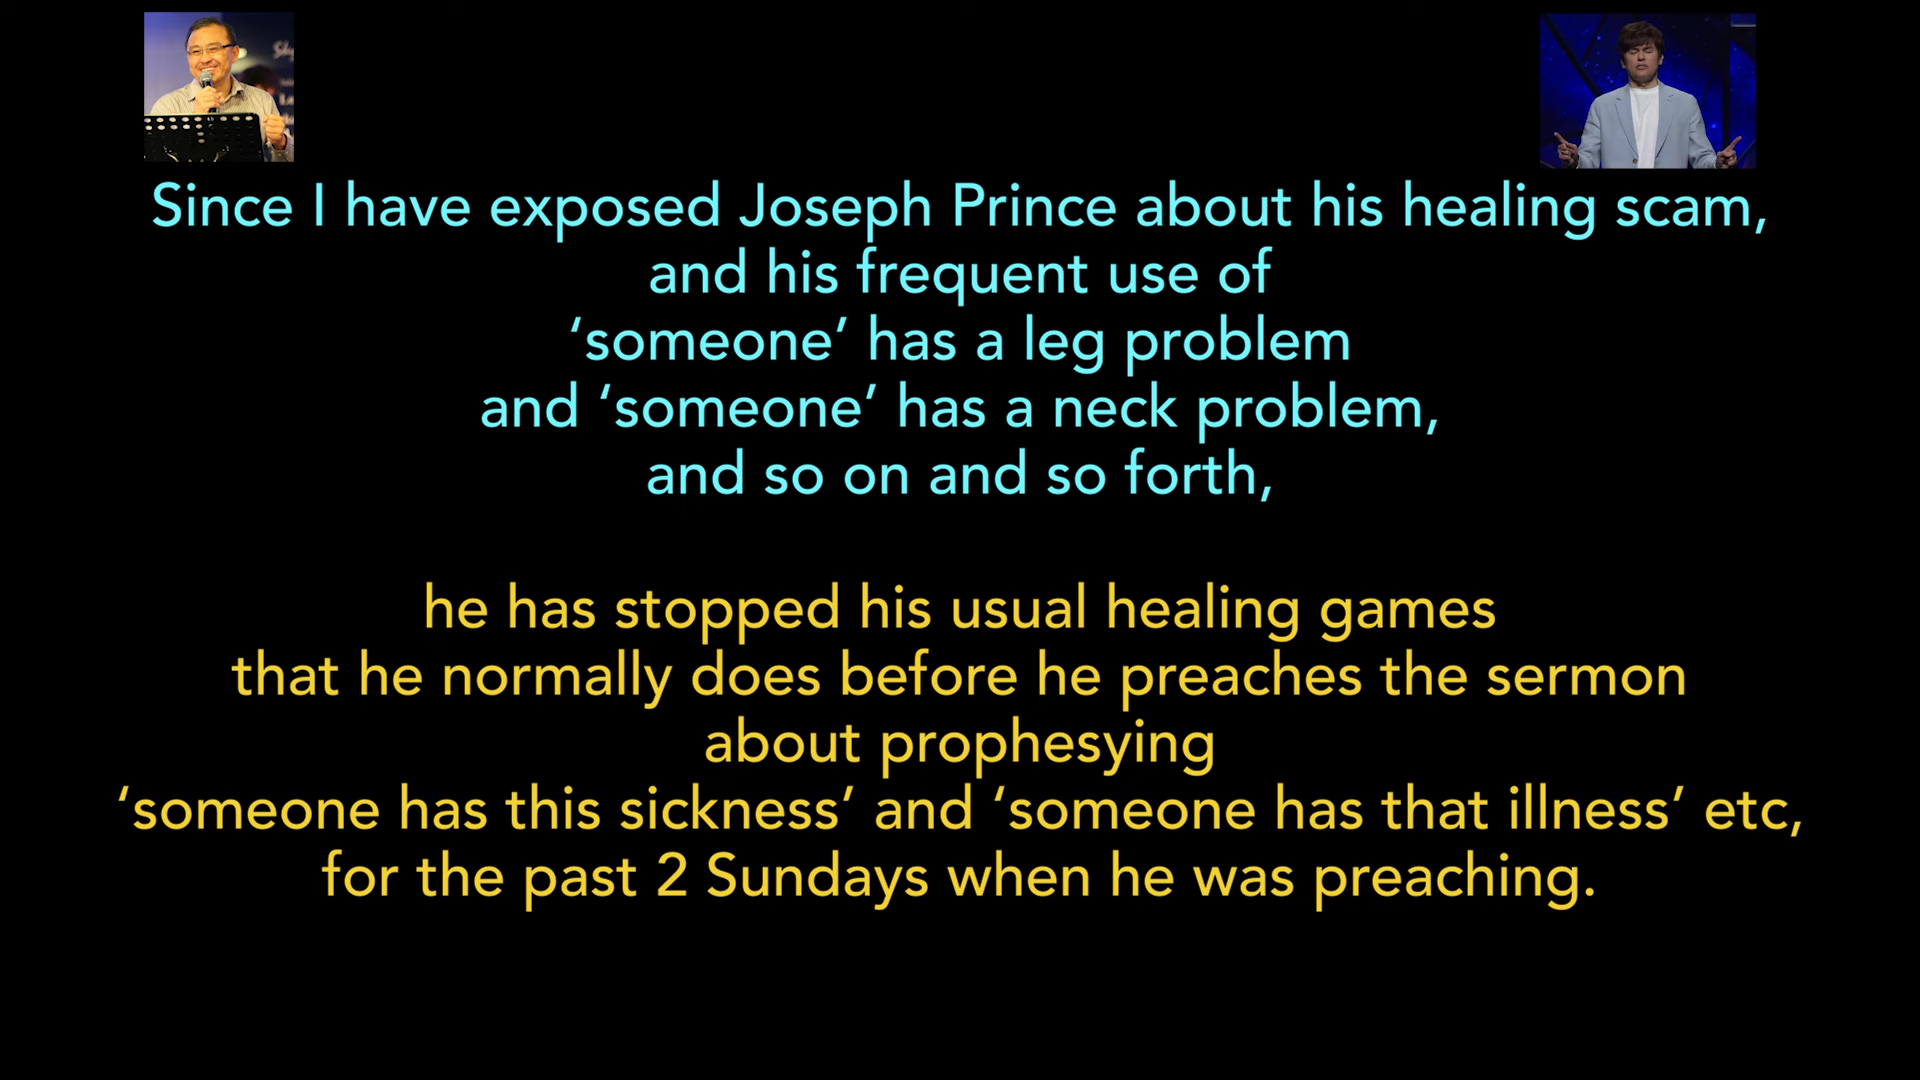 Since I have exposed Joseph Prince about his healing scam,
and his frequent use of
‘someone’ has a leg problem
and ‘someone’ has a neck problem,
and so on and so forth,
he has stopped his usual healing games
that he normally does before he preaches the sermon
about prophesying
‘someone has this sickness’ and ‘someone has that illness’ etc,
for the past 2 Sundays when he was preaching.